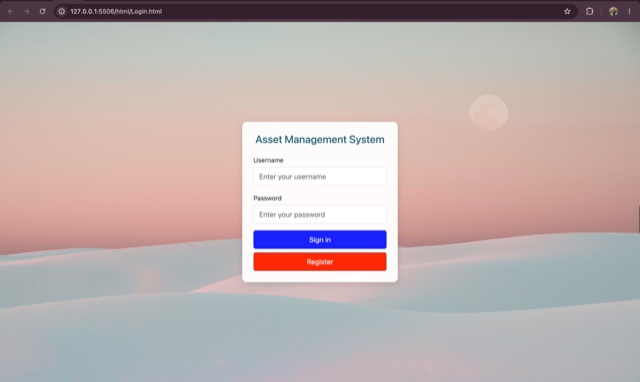 127.0.0.1:5506/html/Login.html
Asset Management System
Username
Enter your username
Password
Enter your password
Sign in
Register